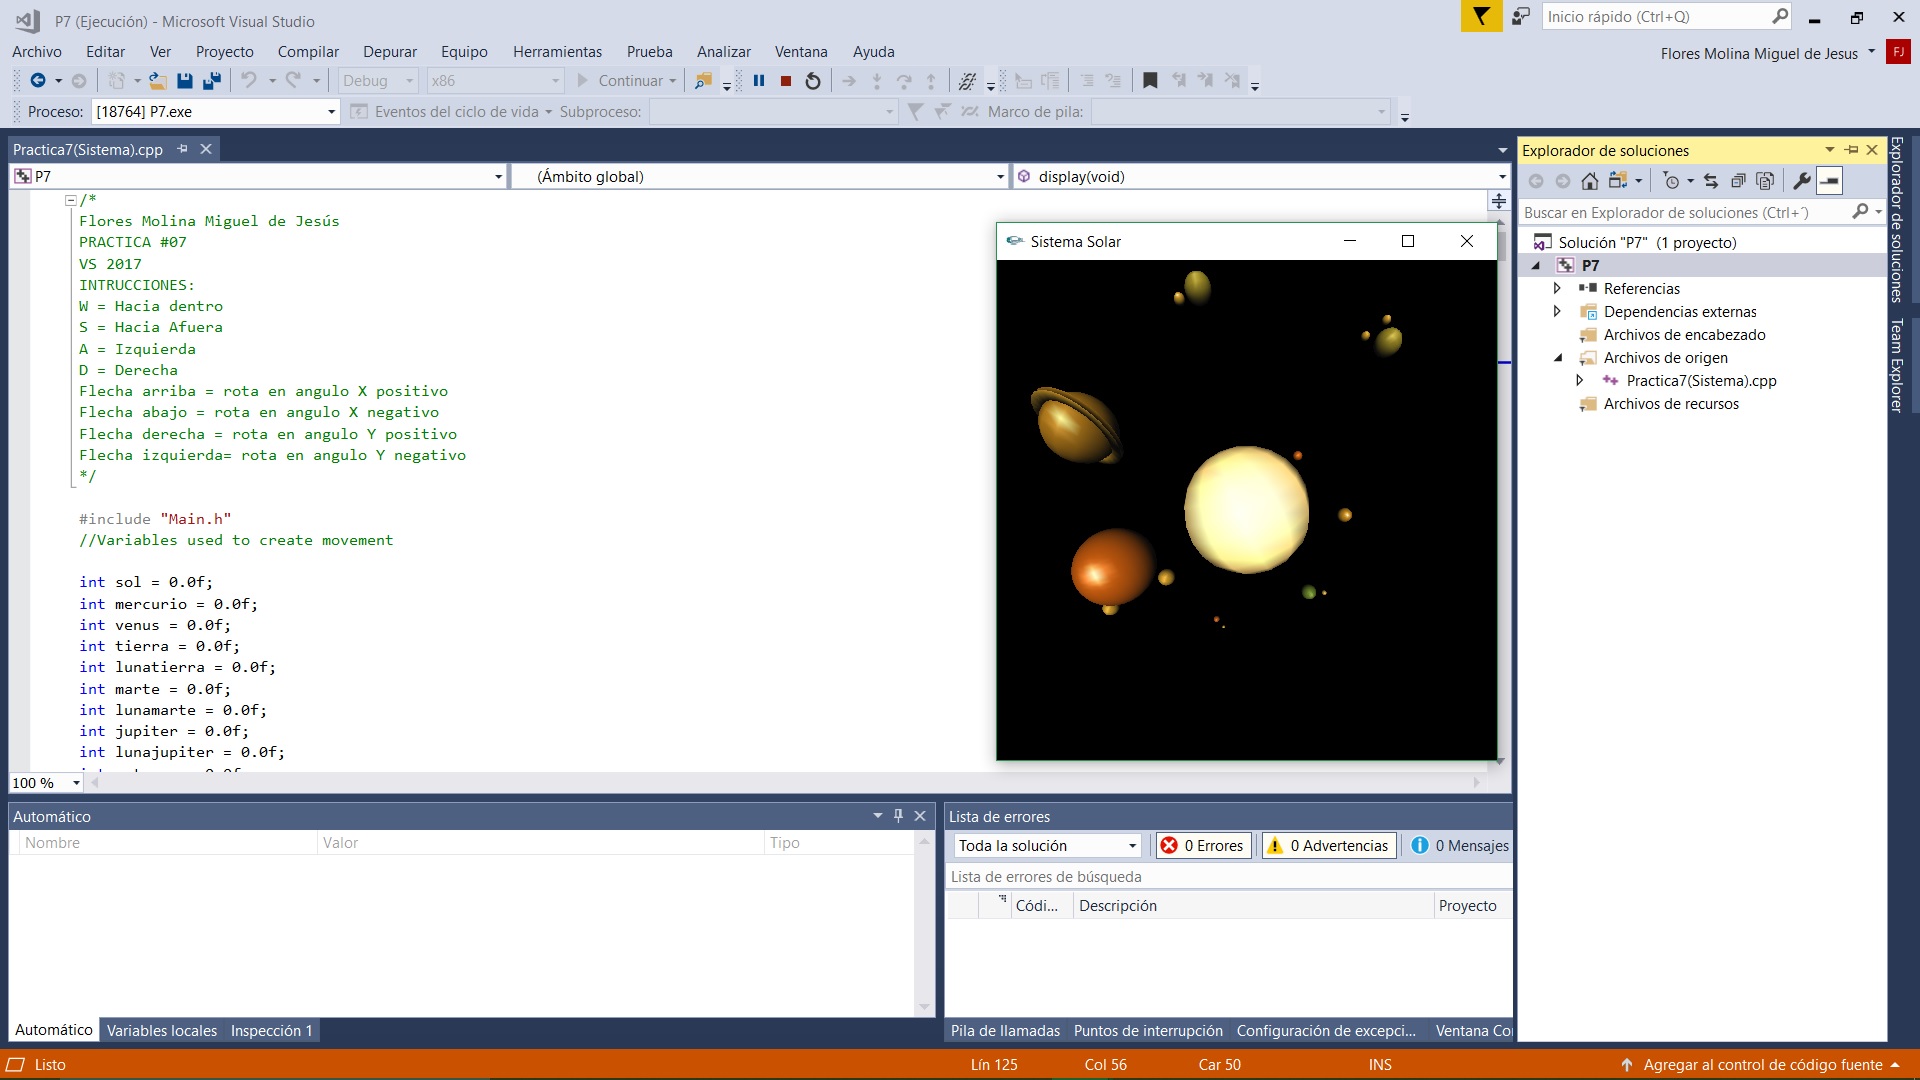 P7 (Ejecución) - Microsoft Visual Studio
Inicio rápido (Ctrl+Q)
Archivo Editar Ver Proyecto Compilar Depurar Equipo Herramientas Prueba Analizar Ventana Ayuda
Flores Molina Miguel de Jesus FJ
Debug x86 Continuar
Proceso: [18764] P7.exe Eventos del ciclo de vida Subproceso: Marco de pila:
Practica7(Sistema).cpp
P7 (Ámbito global) display(void)
/*
Flores Molina Miguel de Jesús
PRACTICA #07
VS 2017
INTRUCCIONES:
W = Hacia dentro
S = Hacia Afuera
A = Izquierda
D = Derecha
Flecha arriba = rota en angulo X positivo
Flecha abajo = rota en angulo X negativo
Flecha derecha = rota en angulo Y positivo
Flecha izquierda= rota en angulo Y negativo
*/
#include "Main.h"
//Variables used to create movement
int sol = 0.0f;
int mercurio = 0.0f;
int venus = 0.0f;
int tierra = 0.0f;
int lunatierra = 0.0f;
int marte = 0.0f;
int lunamarte = 0.0f;
int jupiter = 0.0f;
int lunajupiter = 0.0f;
100 %
Sistema Solar
Explorador de soluciones
Buscar en Explorador de soluciones (Ctrl+´)
Solución "P7" (1 proyecto)
P7
Referencias
Dependencias externas
Archivos de encabezado
Archivos de origen
Practica7(Sistema).cpp
Archivos de recursos
Explorador de soluciones
Team Explorer
Automático
Nombre Valor Tipo
Automático Variables locales Inspección 1
Lista de errores
Toda la solución 0 Errores 0 Advertencias 0 Mensajes
Lista de errores de búsqueda
Códi... Descripción Proyecto
Pila de llamadas Puntos de interrupción Configuración de excepci... Ventana Co
Listo Lín 125 Col 56 Car 50 INS Agregar al control de código fuente